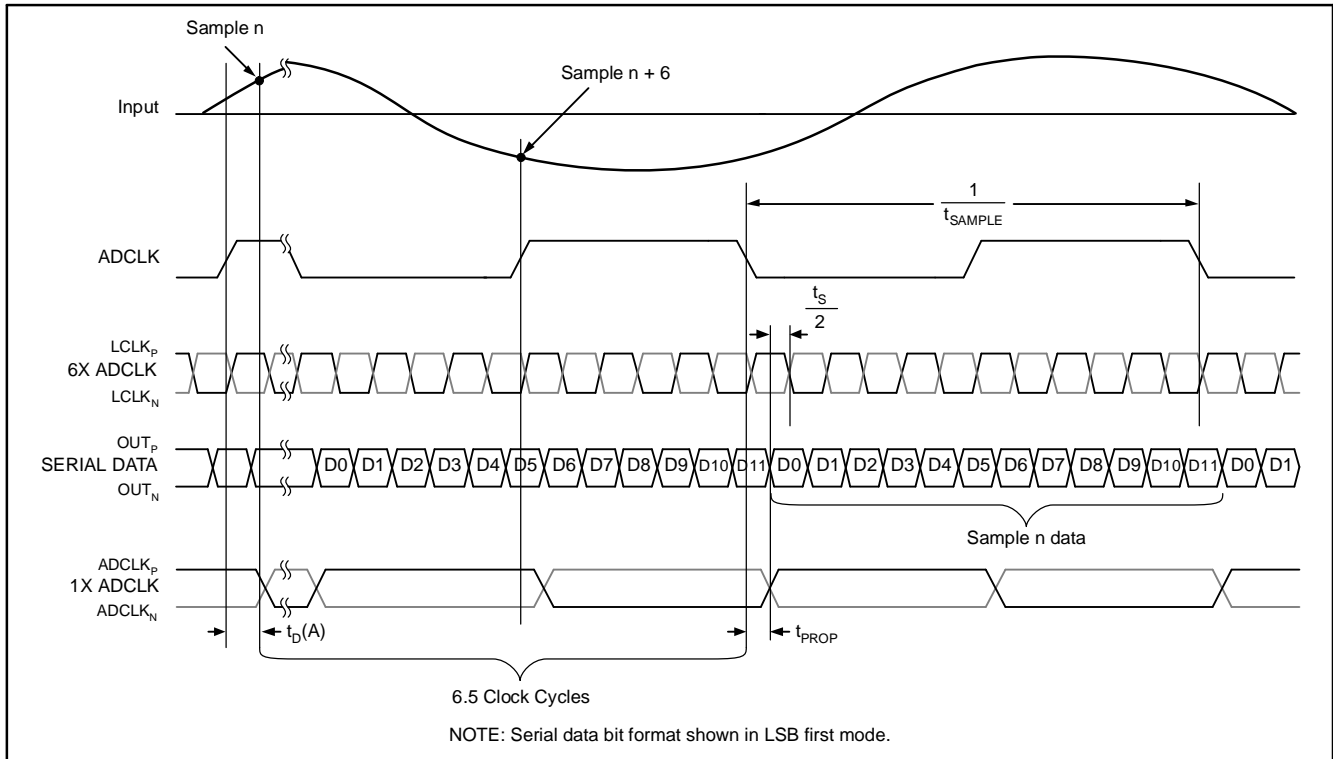 Sample n
Sample n + 6
Input
1
tSAMPLE
ADCLK
tS
2
LCLKP
6X ADCLK
LCLKN
OUTP
SERIAL DATA
OUTN
D0 D1 D2 D3 D4 D5 D6 D7 D8 D9 D10 D11 D0 D1 D2 D3 D4 D5 D6 D7 D8 D9 D10 D11 D0 D1
Sample n data
ADCLKP
1X ADCLK
ADCLKN
tD(A)
tPROP
6.5 Clock Cycles
NOTE: Serial data bit format shown in LSB first mode.